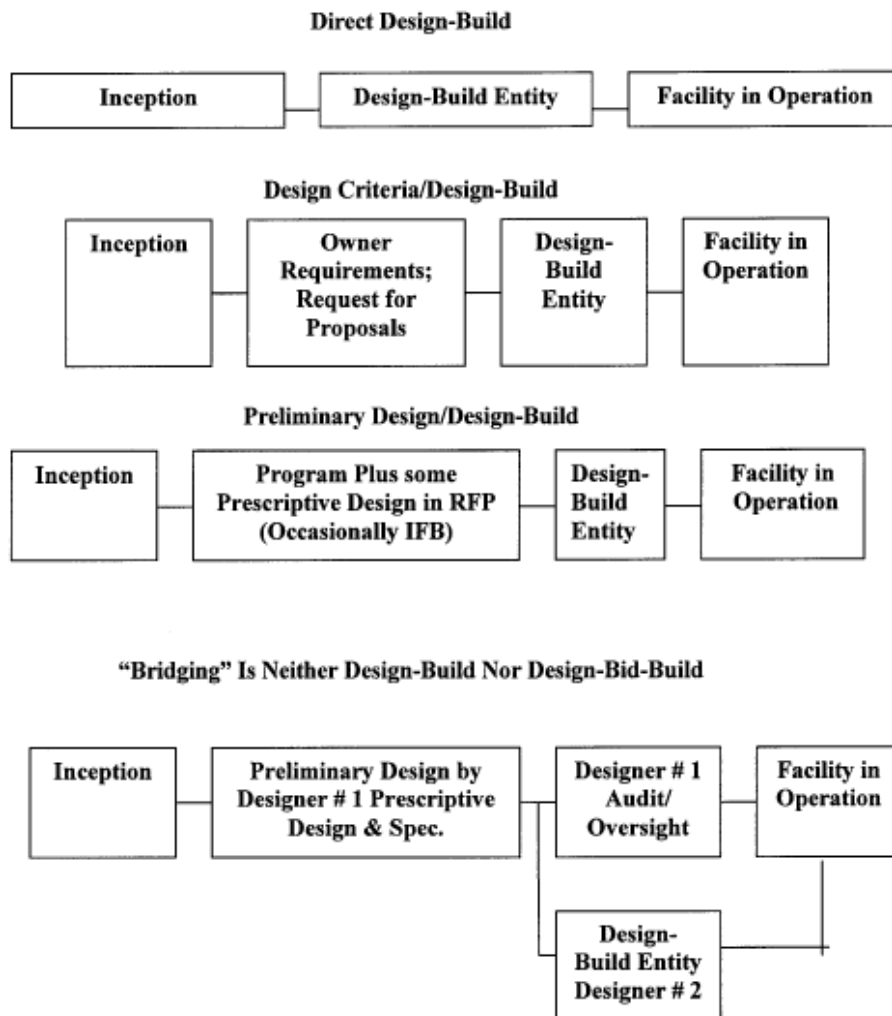 Direct Design-Build
Inception
Design-Build Entity
Facility in Operation
Design Criteria/Design-Build
Inception
Owner
Requirements;
Request for
Proposals
Design-
Build
Entity
Facility in
Operation
Preliminary Design/Design-Build
Inception
Program Plus some
Prescriptive Design in RFP
(Occasionally IFB)
Design-
Build
Entity
Facility in
Operation
“Bridging” Is Neither Design-Build Nor Design-Bid-Build
Inception
Preliminary Design by
Designer # 1 Prescriptive
Design & Spec.
Designer # 1
Audit/
Oversight
Facility in
Operation
Design-
Build Entity
Designer # 2